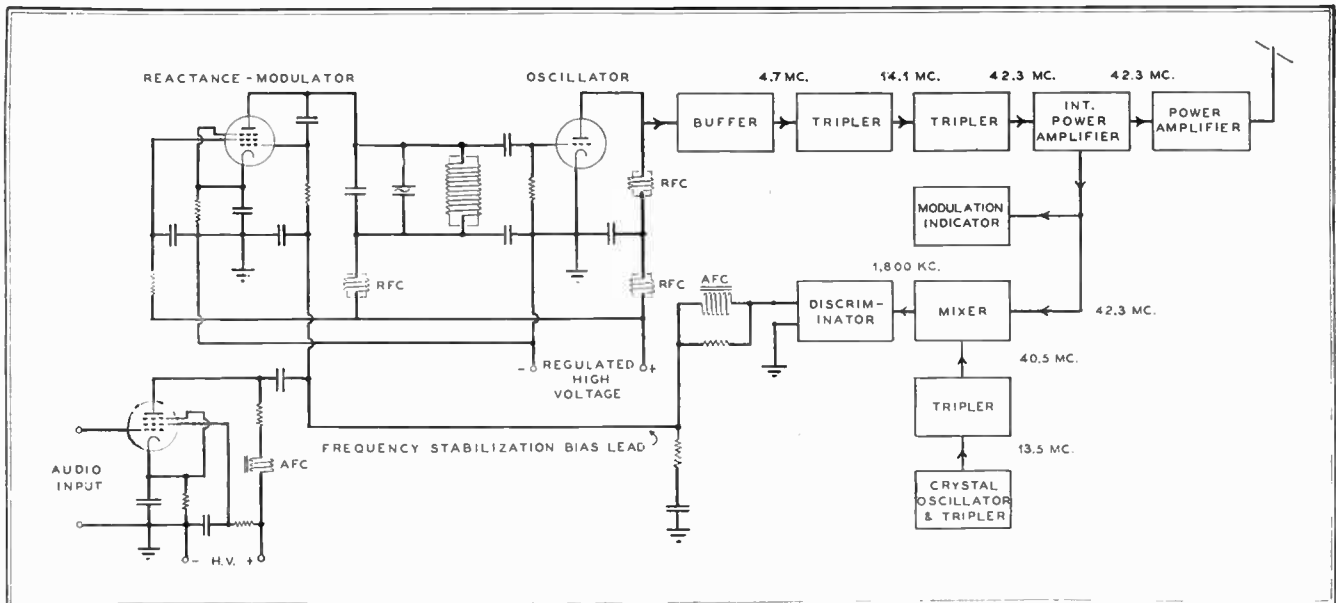 REACTANCE-MODULATOR
OSCILLATOR
4.7 MC.
14.1 MC.
42.3 MC.
42.3 MC.
BUFFER
TRIPLER
TRIPLER
INT.
POWER
AMPLIFIER
POWER
AMPLIFIER
RFC
MODULATION
INDICATOR
RFC
RFC
1,800 KC.
AFC
DISCRIM-
INATOR
MIXER
42.3 MC.
40.5 MC.
- REGULATED +
HIGH
VOLTAGE
TRIPLER
FREQUENCY STABILIZATION BIAS LEAD
13.5 MC.
AUDIO
INPUT
AFC
CRYSTAL
OSCILLATOR
& TRIPLER
- H.V. +